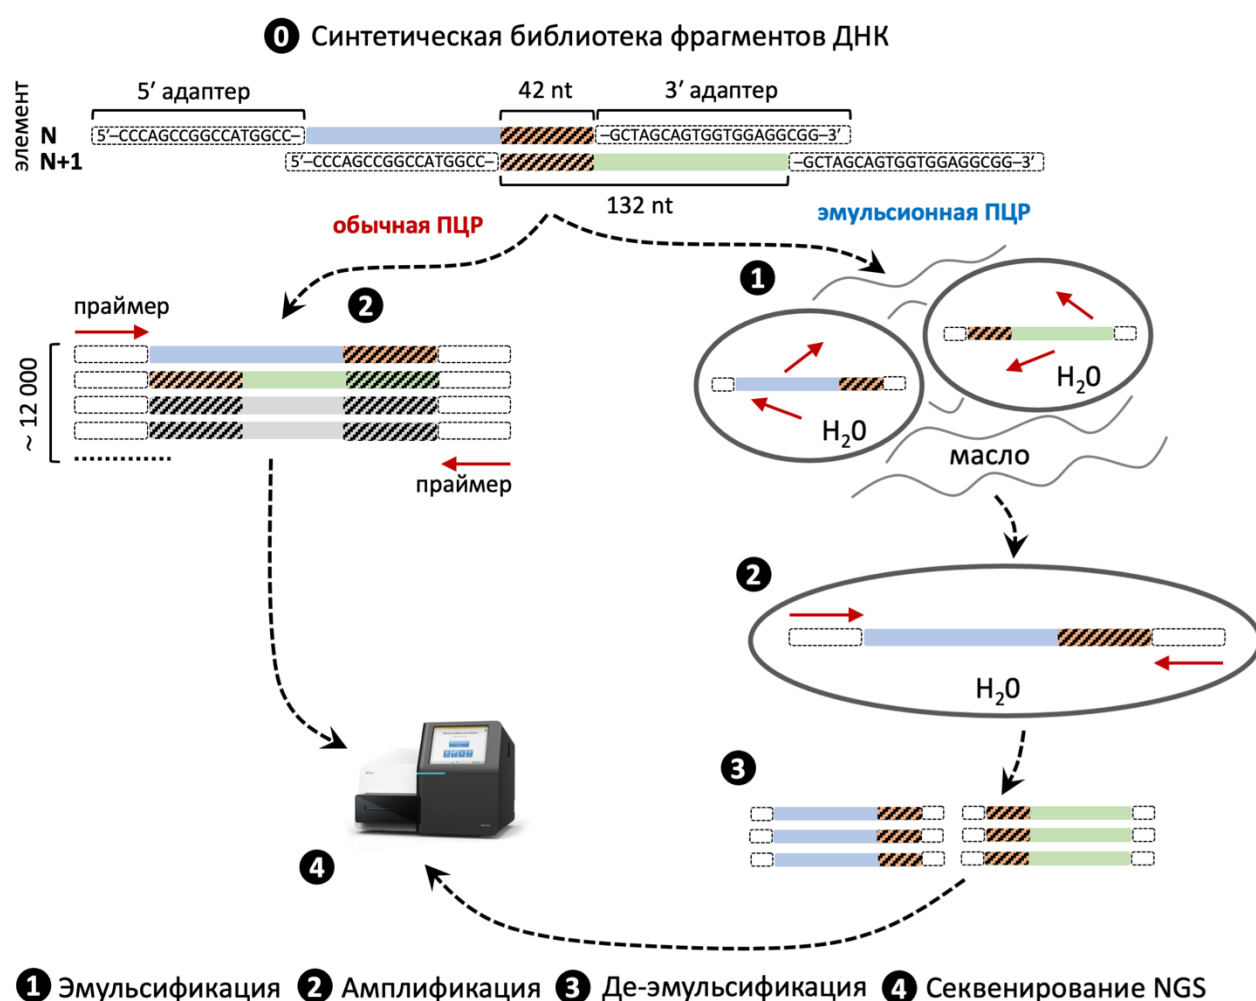 0 Синтетическая библиотека фрагментов ДНК
5′ адаптер 42 nt 3′ адаптер
элемент
N 5′–CCCAGCCGGCCATGGCC– –GCTAGCAGTGGTGGAGGCGG–3′
N+1 5′–CCCAGCCGGCCATGGCC– –GCTAGCAGTGGTGGAGGCGG–3′
132 nt
обычная ПЦР
эмульсионная ПЦР
1
2
праймер
~ 12 000
праймер
H₂0
H₂0
масло
2
H₂0
3
4
1 Эмульсификация 2 Амплификация 3 Де-эмульсификация 4 Секвенирование NGS